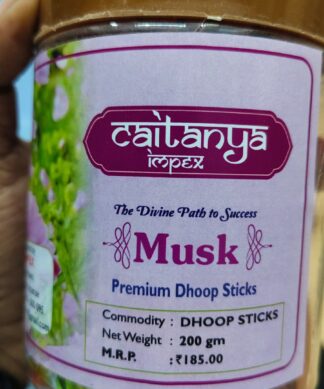 caitanya
impex
The Divine Path to Success
Musk
Premium Dhoop Sticks
Commodity : DHOOP STICKS
Net Weight : 200 gm
M.R.P. : ₹185.00